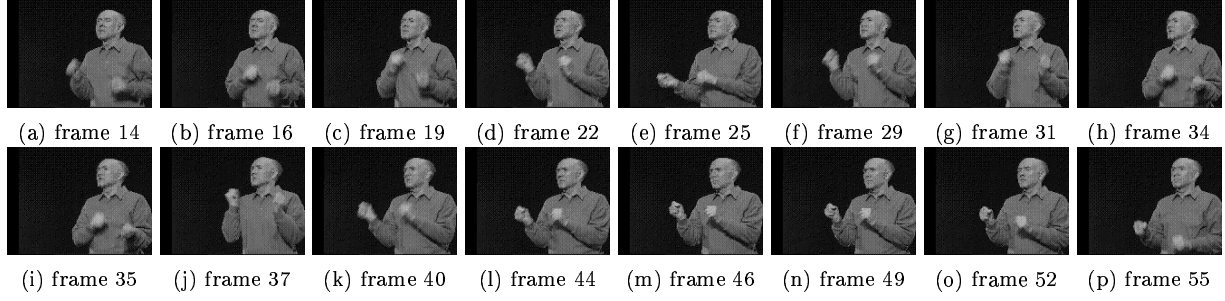 (a) frame 14 (b) frame 16 (c) frame 19 (d) frame 22 (e) frame 25 (f) frame 29 (g) frame 31 (h) frame 34
(i) frame 35 (j) frame 37 (k) frame 40 (l) frame 44 (m) frame 46 (n) frame 49 (o) frame 52 (p) frame 55